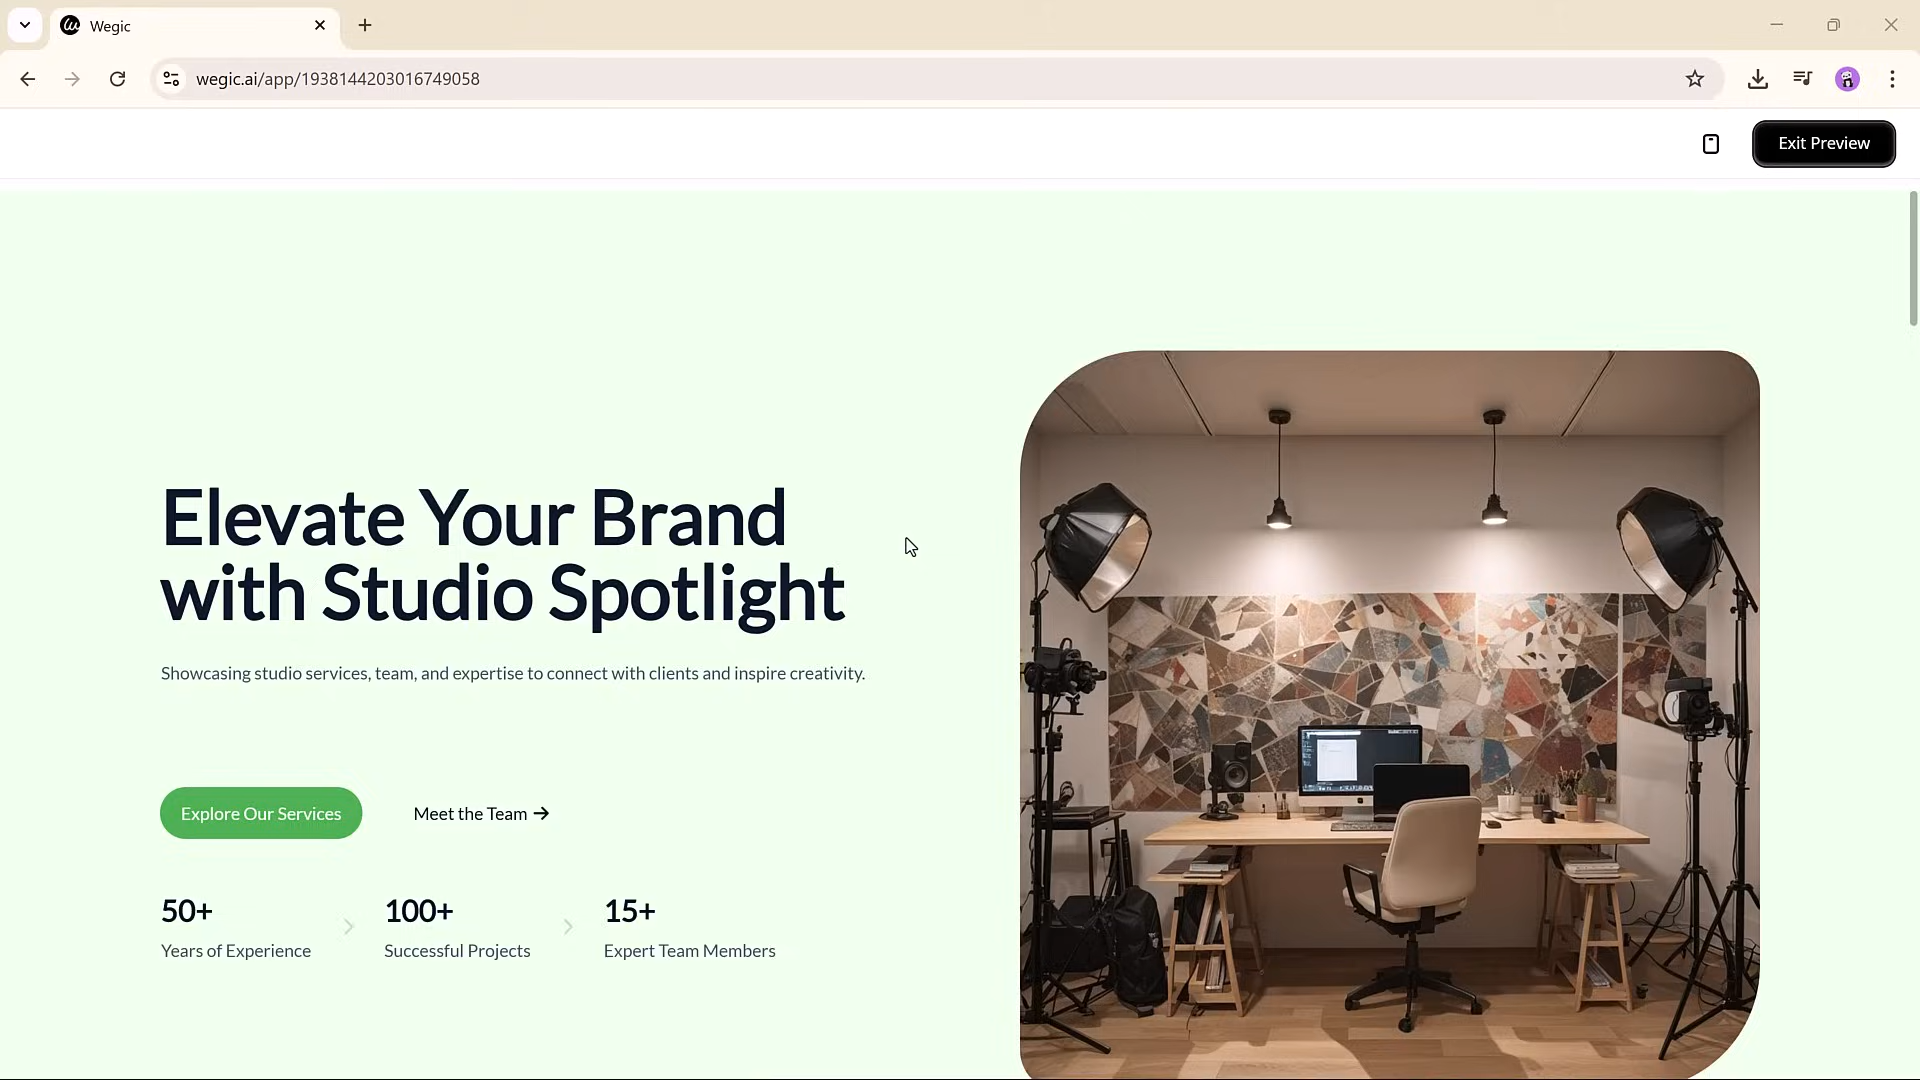 Wegic
wegic.ai/app/1938144203016749058
Exit Preview
Elevate Your Brand
with Studio Spotlight
Showcasing studio services, team, and expertise to connect with clients and inspire creativity.
Explore Our Services
Meet the Team →
50+
100+
15+
Years of Experience
Successful Projects
Expert Team Members